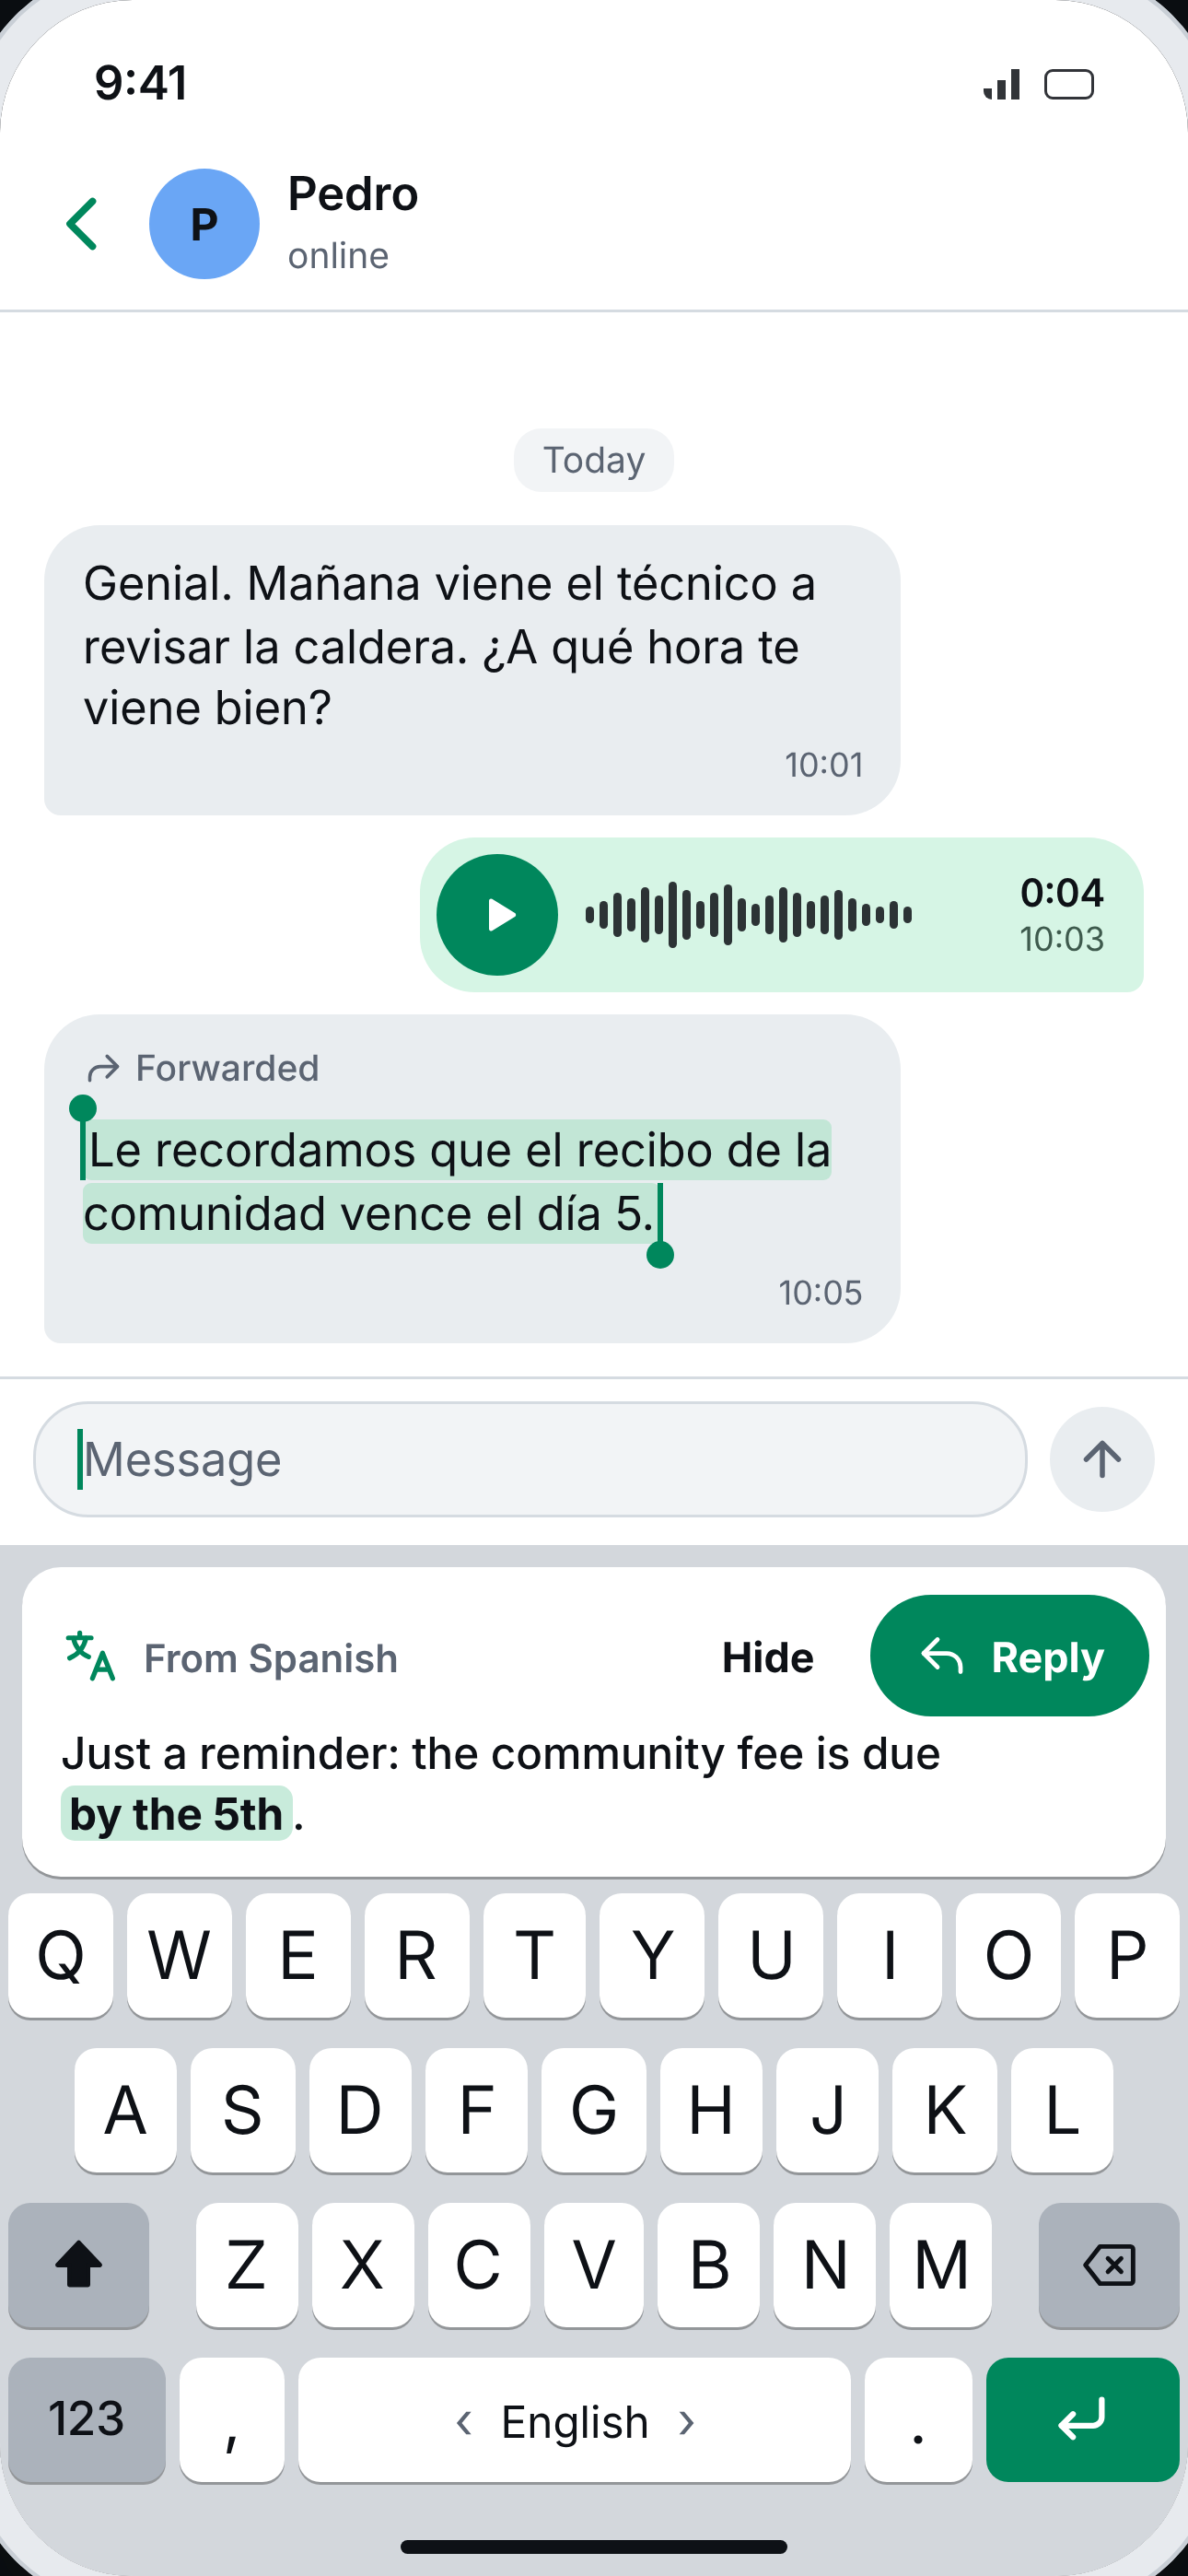 9:41
P
Pedro
online
Today
Genial. Mañana viene el técnico a
revisar la caldera. ¿A qué hora te
viene bien?
10:01
0:04
10:03
Forwarded
Le recordamos que el recibo de la
comunidad vence el día 5.
10:05
Message
From Spanish
Hide
Reply
Just a reminder: the community fee is due
by the 5th.
Q W E R T Y U I O P
A S D F G H J K L
Z X C V B N M
123 , ‹ English › .